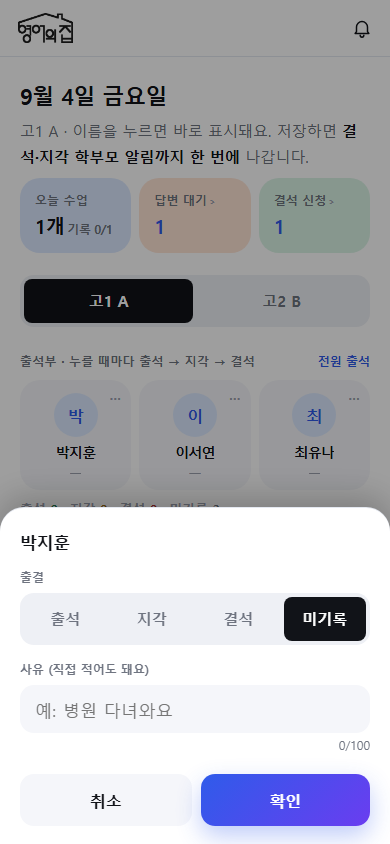 영어의집
9월 4일 금요일
고1 A · 이름을 누르면 바로 표시돼요. 저장하면 결
석·지각 학부모 알림까지 한 번에 나갑니다.
오늘 수업
1개 기록 0/1
답변 대기 >
1
결석 신청 >
1
고1 A
고2 B
출석부 · 누를 때마다 출석 → 지각 → 결석
전원 출석
박
이
최
박지훈
이서연
최유나
—
—
—
박지훈
출결
출석
지각
결석
미기록
사유 (직접 적어도 돼요)
예: 병원 다녀와요
0/100
취소
확인